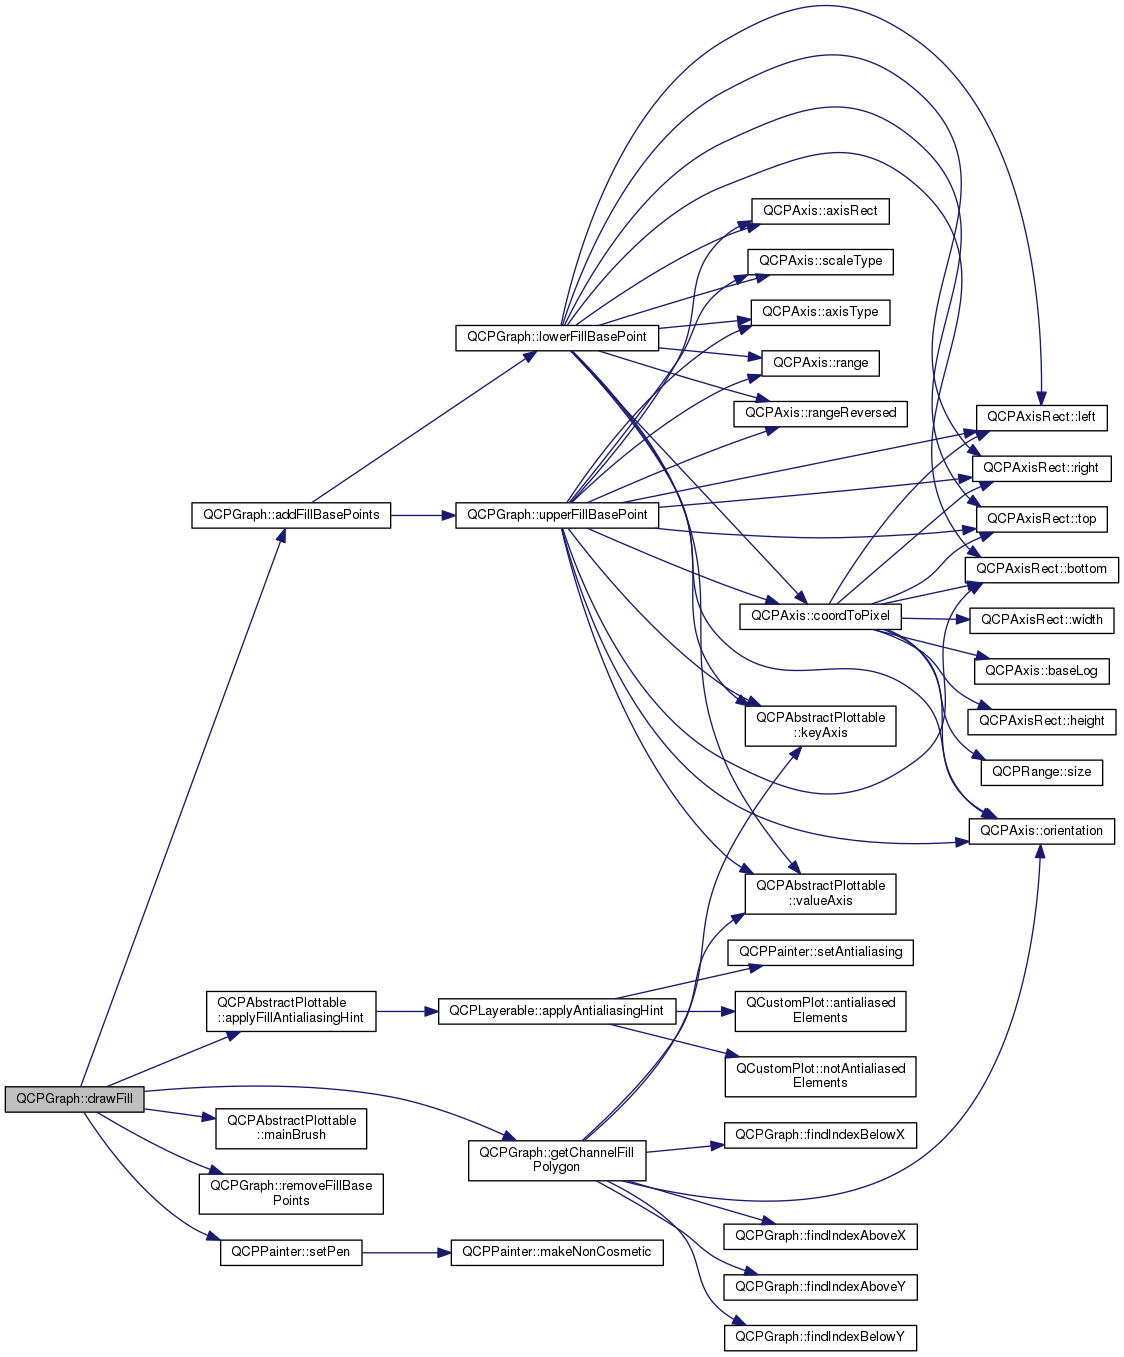 QCPAxis::axisRect
QCPAxis::scaleType
QCPAxis::axisType
QCPGraph::lowerFillBasePoint
QCPAxis::range
QCPAxis::rangeReversed
QCPAxisRect::left
QCPAxisRect::right
QCPGraph::addFillBasePoints
QCPGraph::upperFillBasePoint
QCPAxisRect::top
QCPAxisRect::bottom
QCPAxis::coordToPixel
QCPAxisRect::width
QCPAxis::baseLog
QCPAbstractPlottable
::keyAxis
QCPAxisRect::height
QCPRange::size
QCPAxis::orientation
QCPAbstractPlottable
::valueAxis
QCPPainter::setAntialiasing
QCPAbstractPlottable
::applyFillAntialiasingHint
QCPLayerable::applyAntialiasingHint
QCustomPlot::antialiased
Elements
QCustomPlot::notAntialiased
Elements
QCPGraph::drawFill
QCPAbstractPlottable
::mainBrush
QCPGraph::getChannelFill
Polygon
QCPGraph::findIndexBelowX
QCPGraph::removeFillBase
Points
QCPGraph::findIndexAboveX
QCPPainter::setPen
QCPPainter::makeNonCosmetic
QCPGraph::findIndexAboveY
QCPGraph::findIndexBelowY